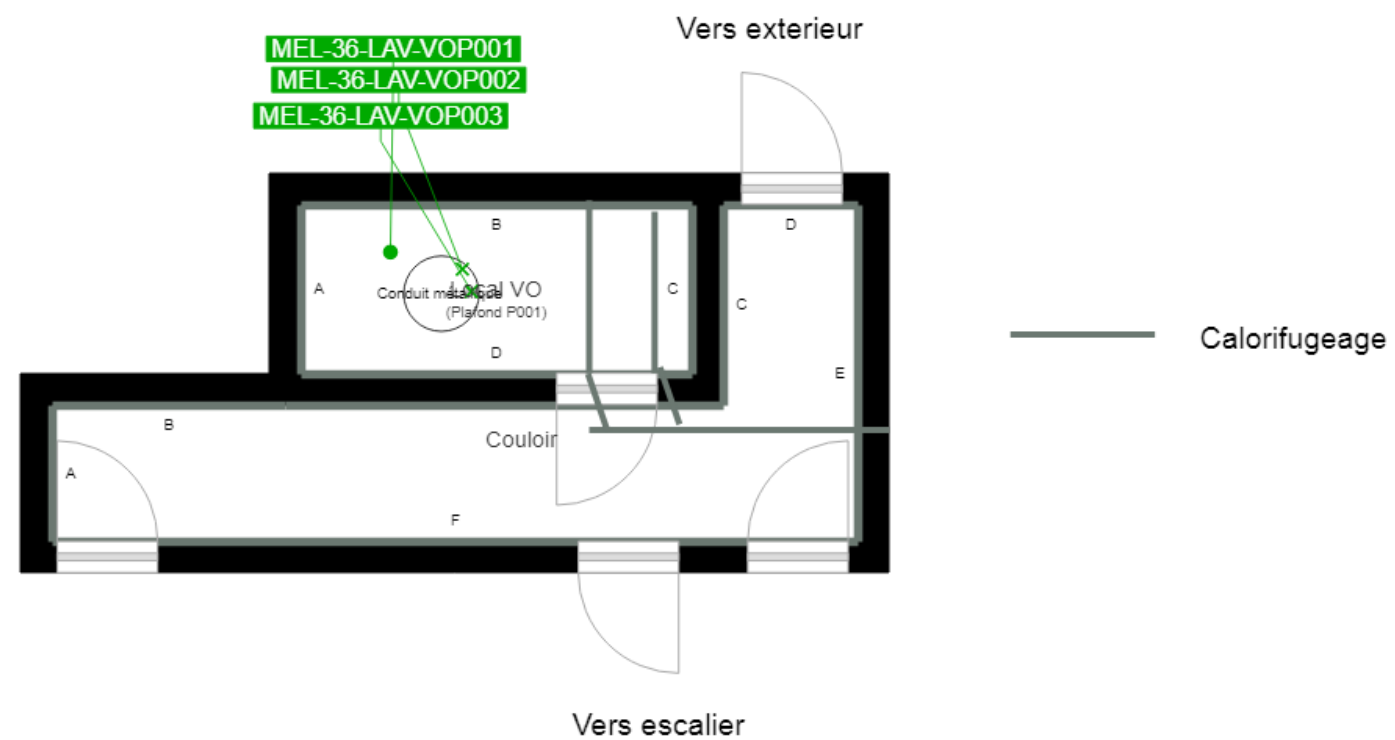 Vers exterieur
MEL-36-LAV-VOP001
MEL-36-LAV-VOP002
MEL-36-LAV-VOP003
B
D
A
Conduit métallique
Local VO
(Plafond P001)
C
C
D
E
Calorifugeage
B
Couloir
A
F
Vers escalier